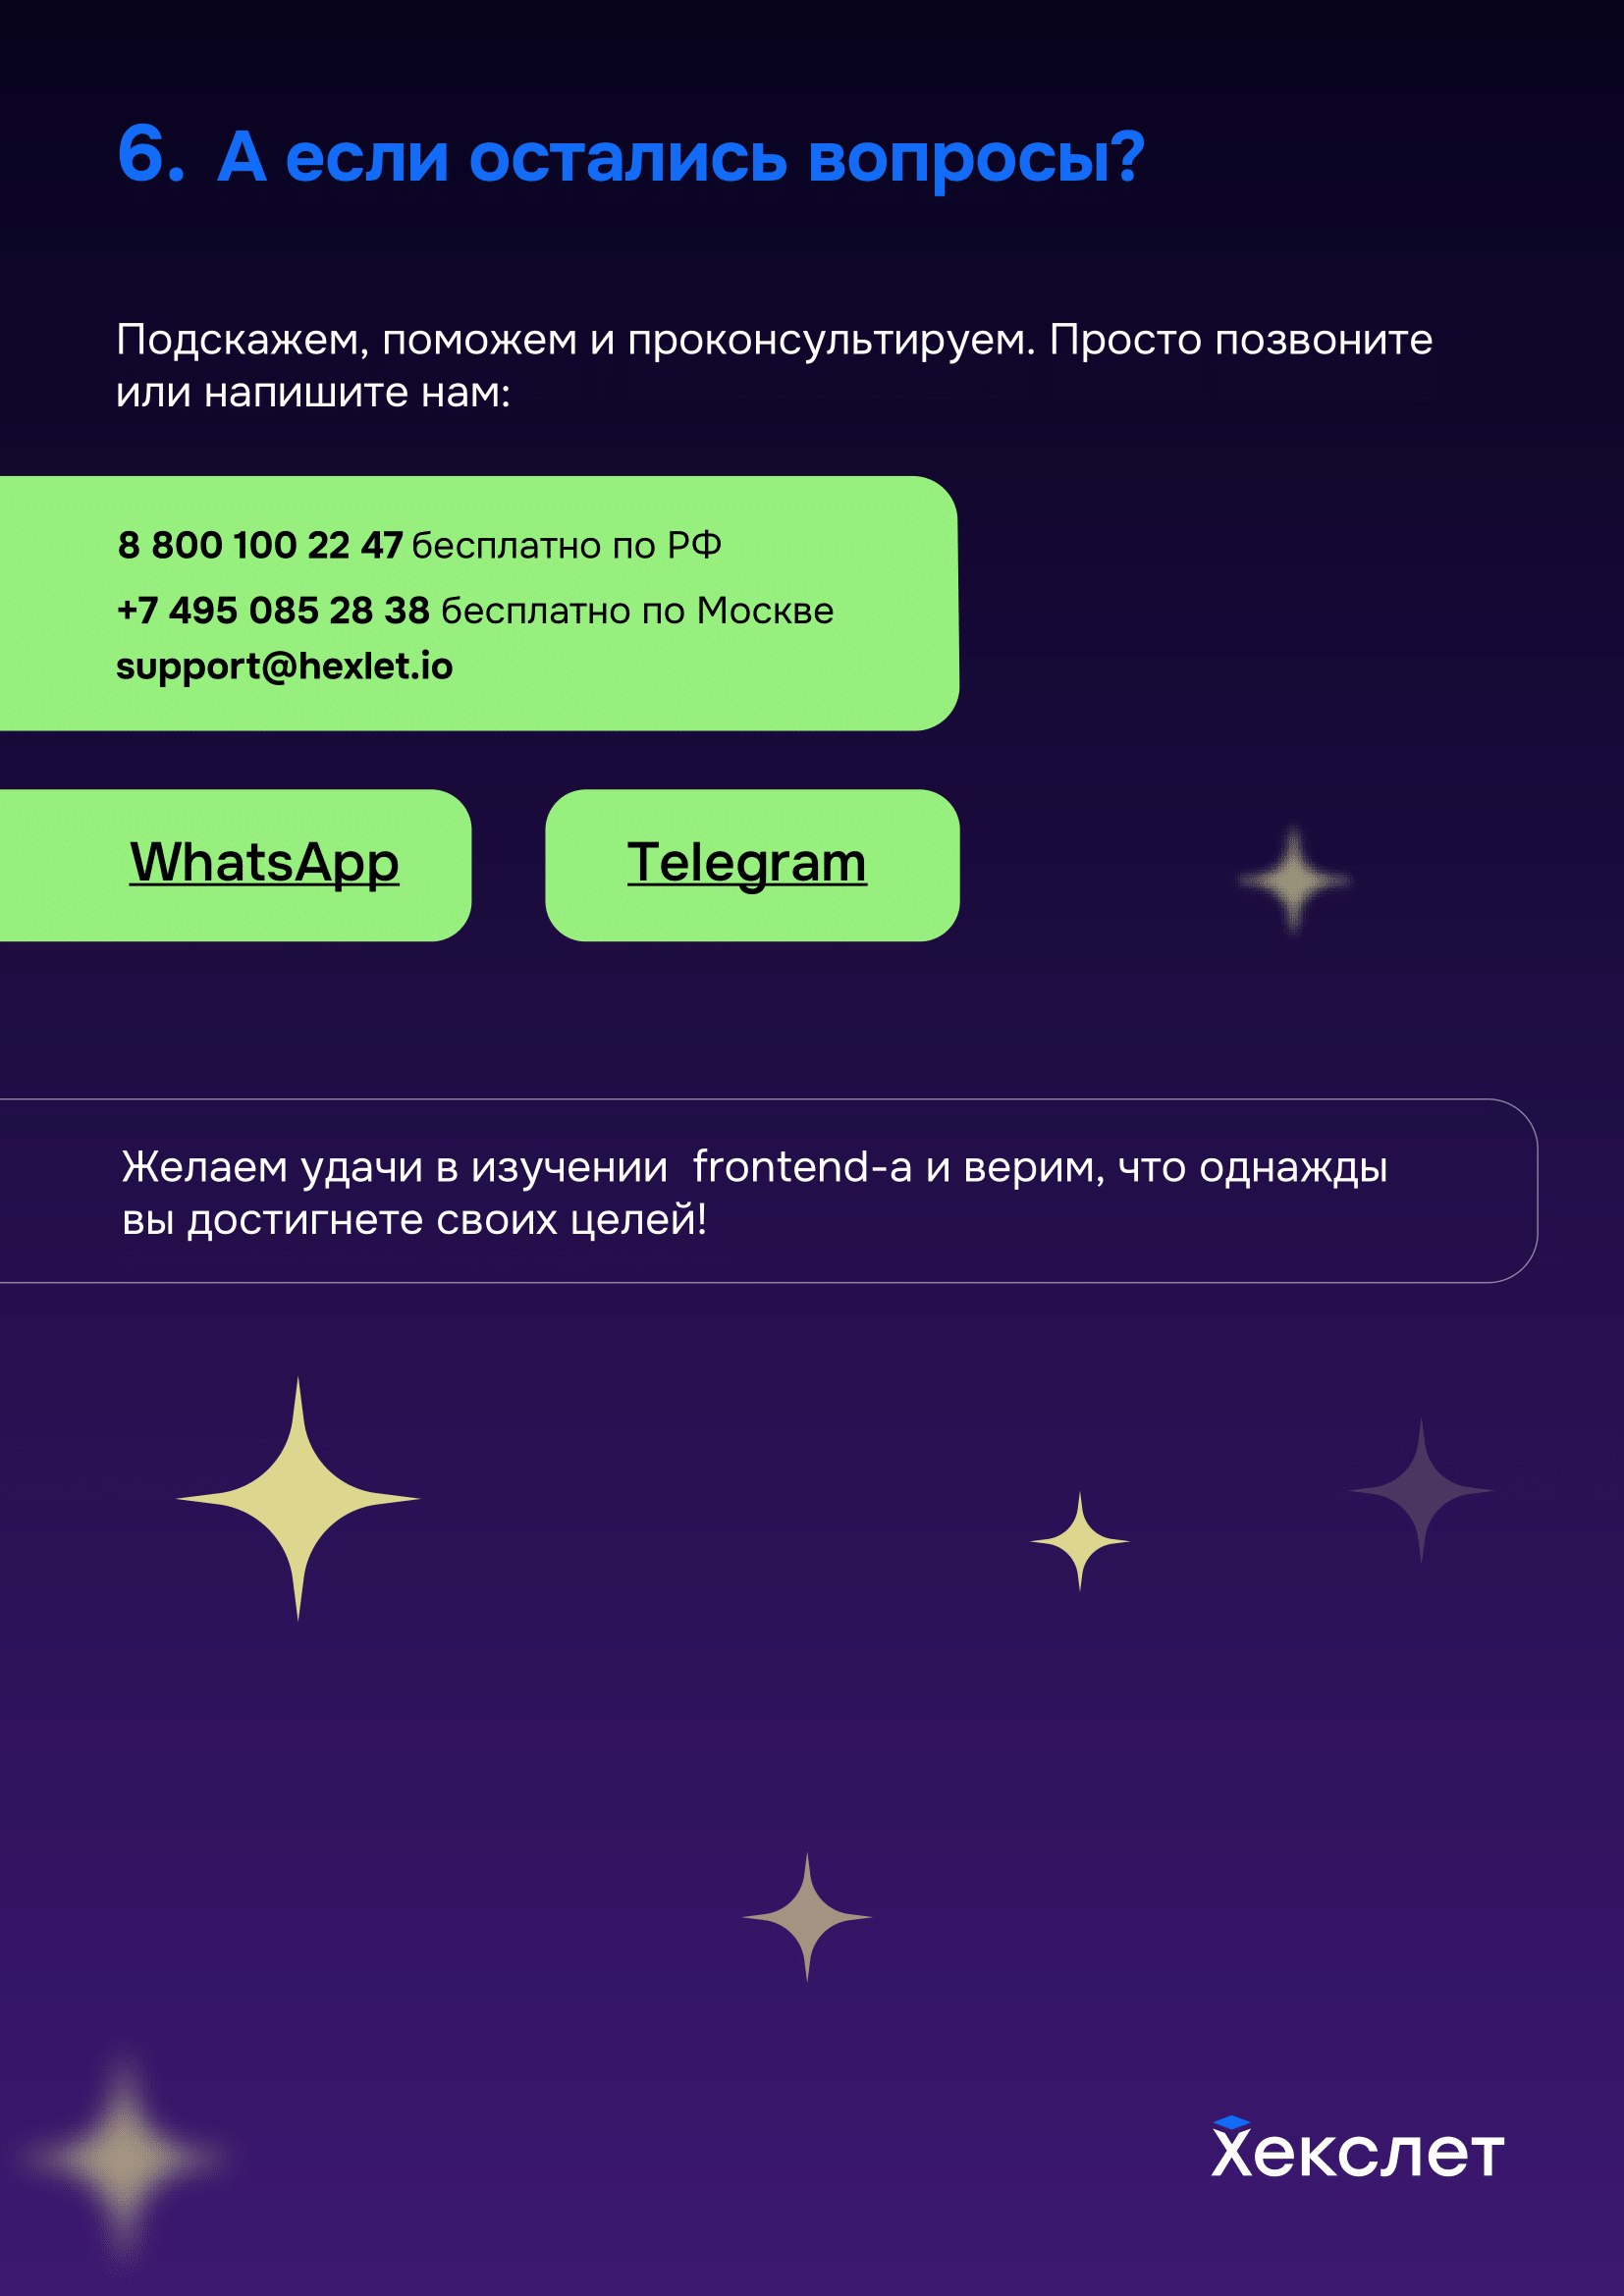 6. А если остались вопросы?
Подскажем, поможем и проконсультируем. Просто позвоните
или напишите нам:
8 800 100 22 47 бесплатно по РФ
+7 495 085 28 38 бесплатно по Москве
support@hexlet.io
WhatsApp
Telegram
Желаем удачи в изучении  frontend-а и верим, что однажды
вы достигнете своих целей!
Хекслет